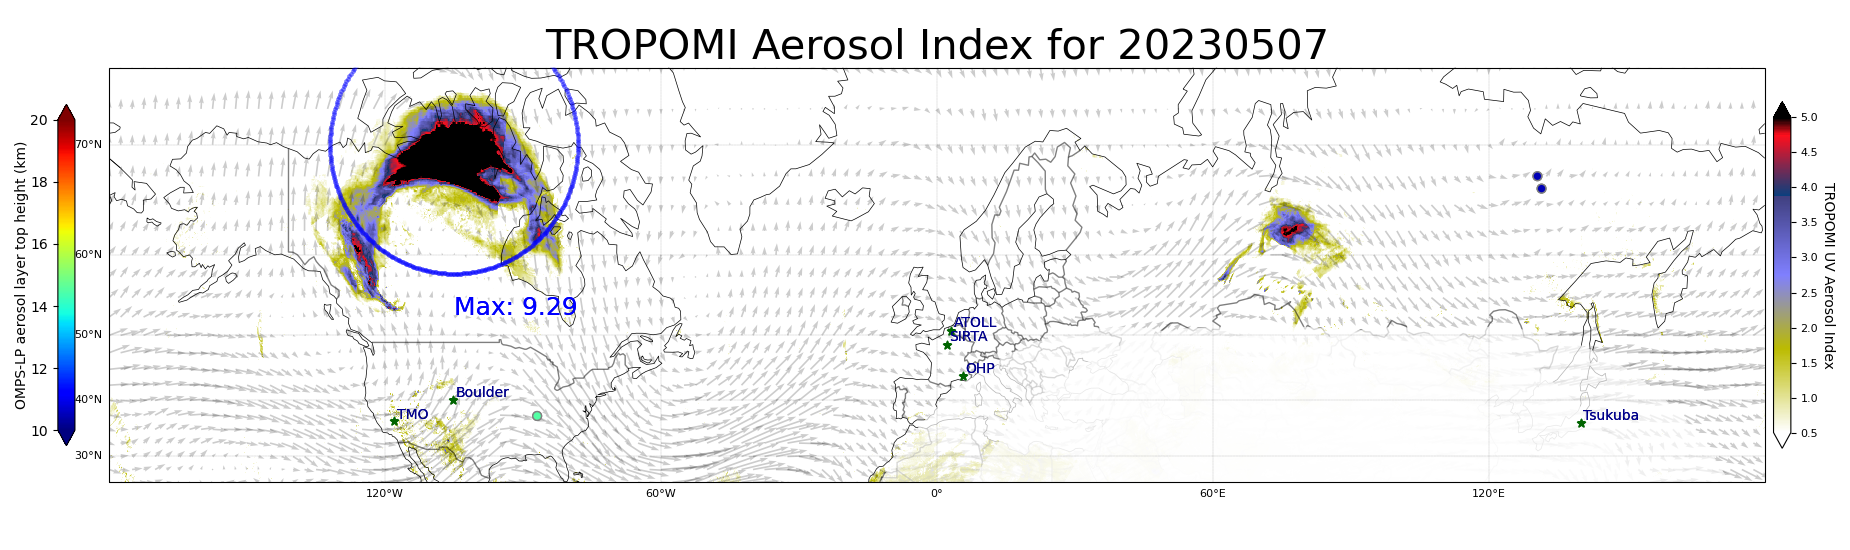 TROPOMI Aerosol Index for 20230507
OMPS-LP aerosol layer top height (km)
20
18
16
14
12
10
70°N
60°N
50°N
40°N
30°N
120°W
60°W
0°
60°E
120°E
Max: 9.29
ATOLL
SIRTA
OHP
Boulder
TMO
Tsukuba
5.0
4.5
4.0
3.5
3.0
2.5
2.0
1.5
1.0
0.5
TROPOMI UV Aerosol Index